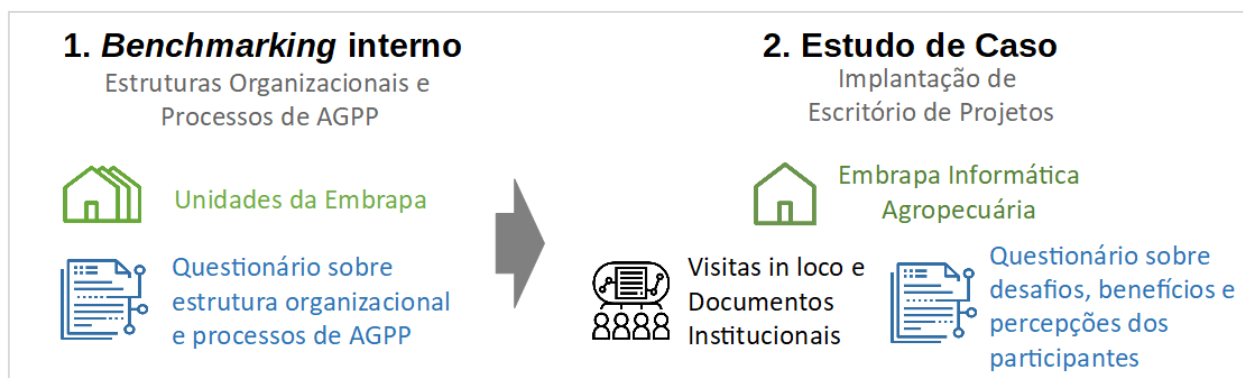 1. Benchmarking interno
Estruturas Organizacionais e
Processos de AGPP
Unidades da Embrapa
Questionário sobre
estrutura organizacional
e processos de AGPP
2. Estudo de Caso
Implantação de
Escritório de Projetos
Embrapa Informática
Agropecuária
Visitas in loco e
Documentos
Institucionais
Questionário sobre
desafios, benefícios e
percepções dos
participantes